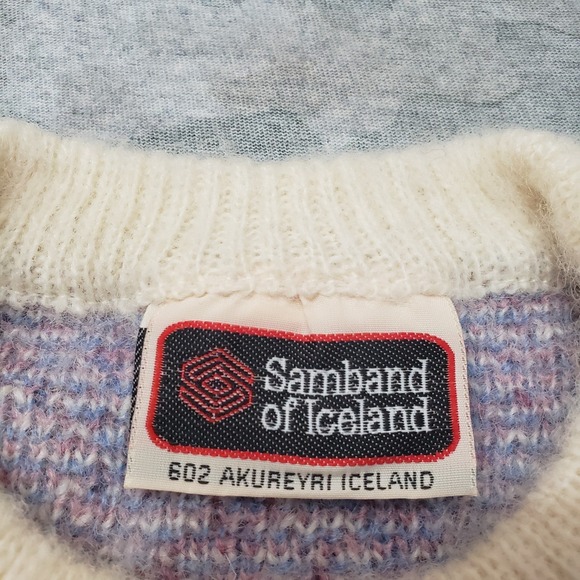 Samband
of Iceland
602 AKUREYRI ICELAND